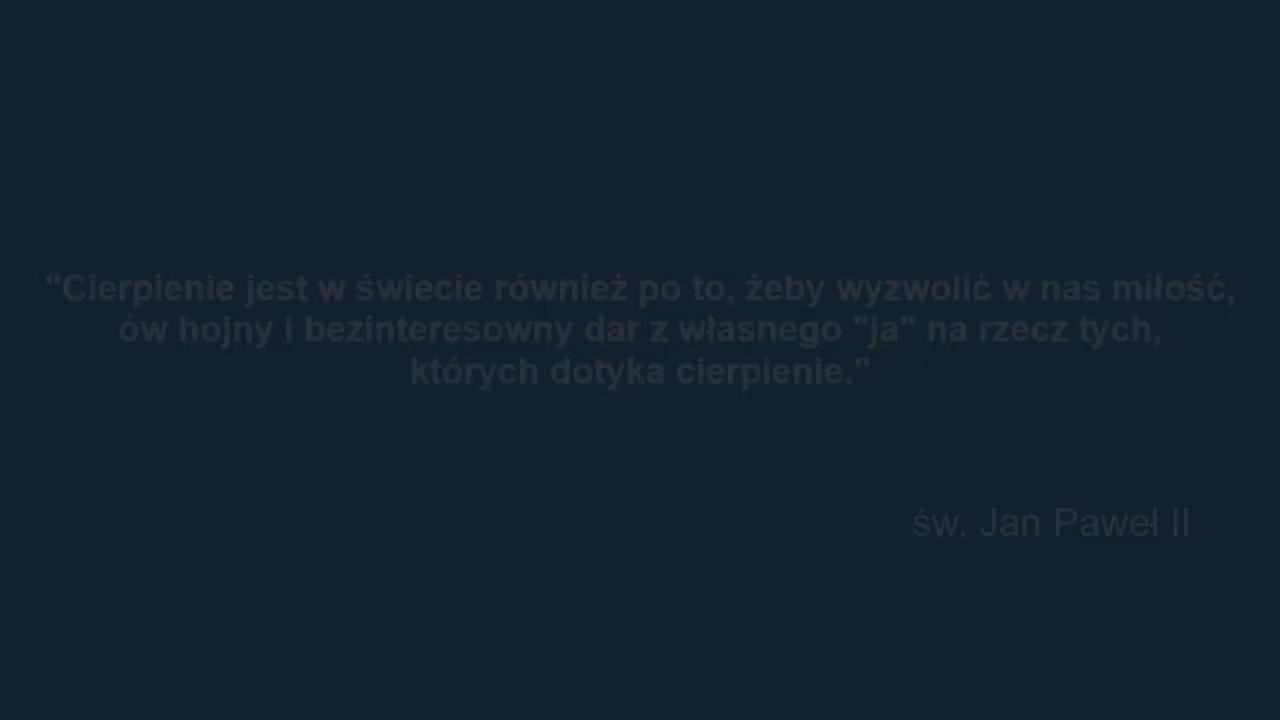 "Cierpienie jest w świecie również po to, żeby wyzwolić w nas miłość,
ów hojny i bezinteresowny dar z własnego "ja" na rzecz tych,
których dotyka cierpienie."
św. Jan Paweł II